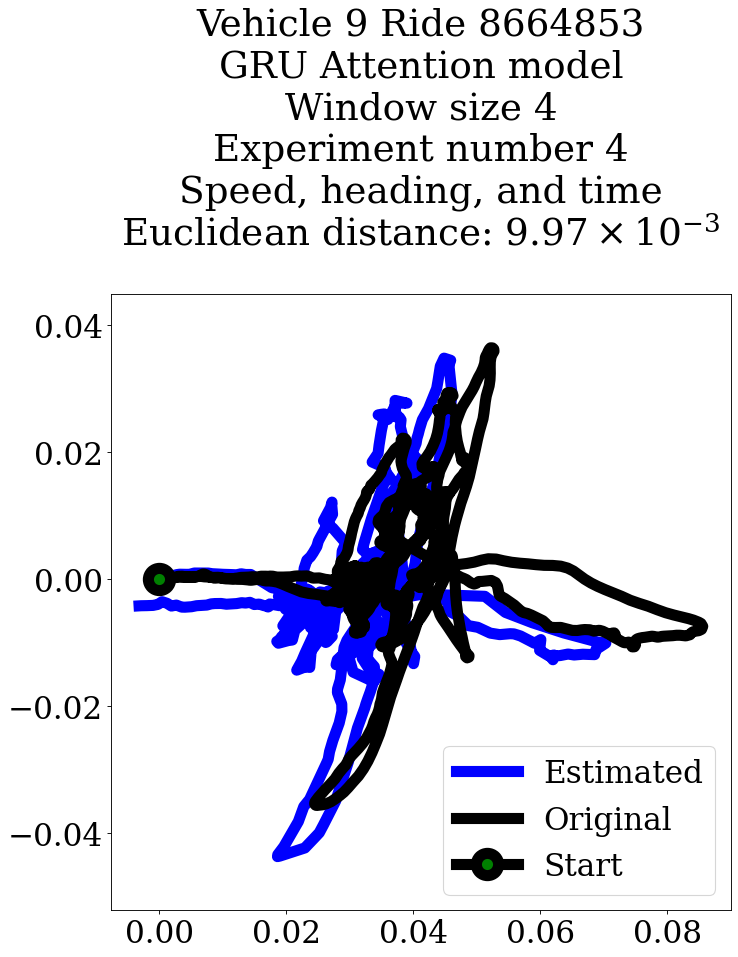 Vehicle 9 Ride 8664853
GRU Attention model
Window size 4
Experiment number 4
Speed, heading, and time
Euclidean distance: 9.97 × 10⁻³
0.04
0.02
0.00
−0.02
−0.04
Estimated
Original
Start
0.00 0.02 0.04 0.06 0.08